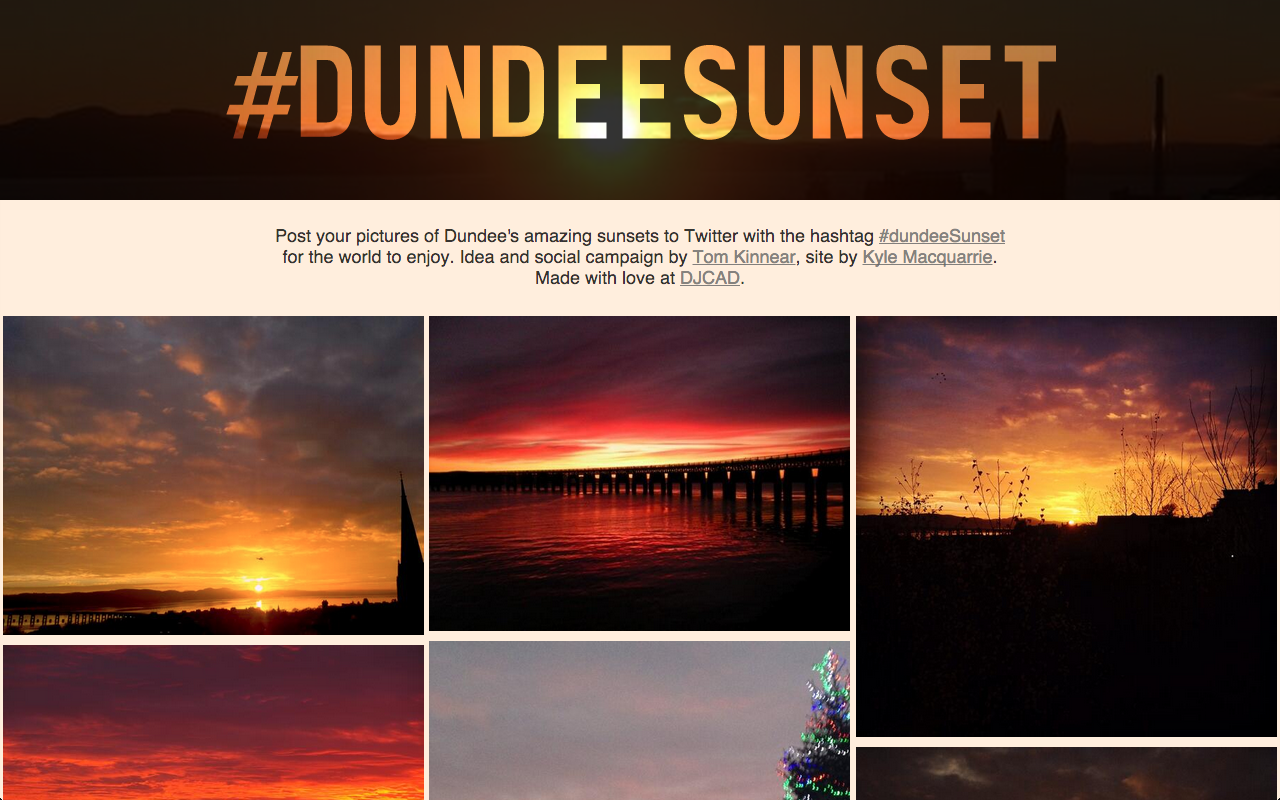 #DUNDEESUNSET
Post your pictures of Dundee's amazing sunsets to Twitter with the hashtag #dundeeSunset
for the world to enjoy. Idea and social campaign by Tom Kinnear, site by Kyle Macquarrie.
Made with love at DJCAD.